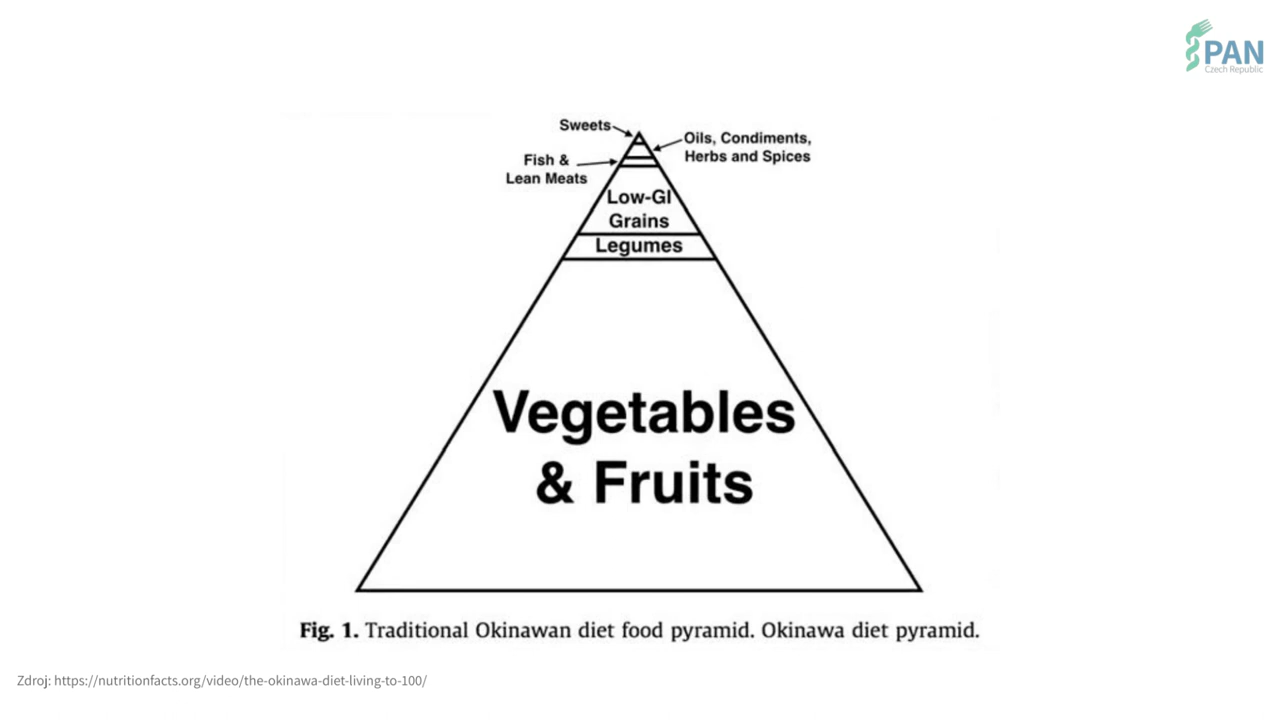 PAN
Czech Republic
Sweets
Oils, Condiments,
Herbs and Spices
Fish &
Lean Meats
Low-GI
Grains
Legumes
Vegetables
& Fruits
Fig. 1. Traditional Okinawan diet food pyramid. Okinawa diet pyramid.
Zdroj: https://nutritionfacts.org/video/the-okinawa-diet-living-to-100/